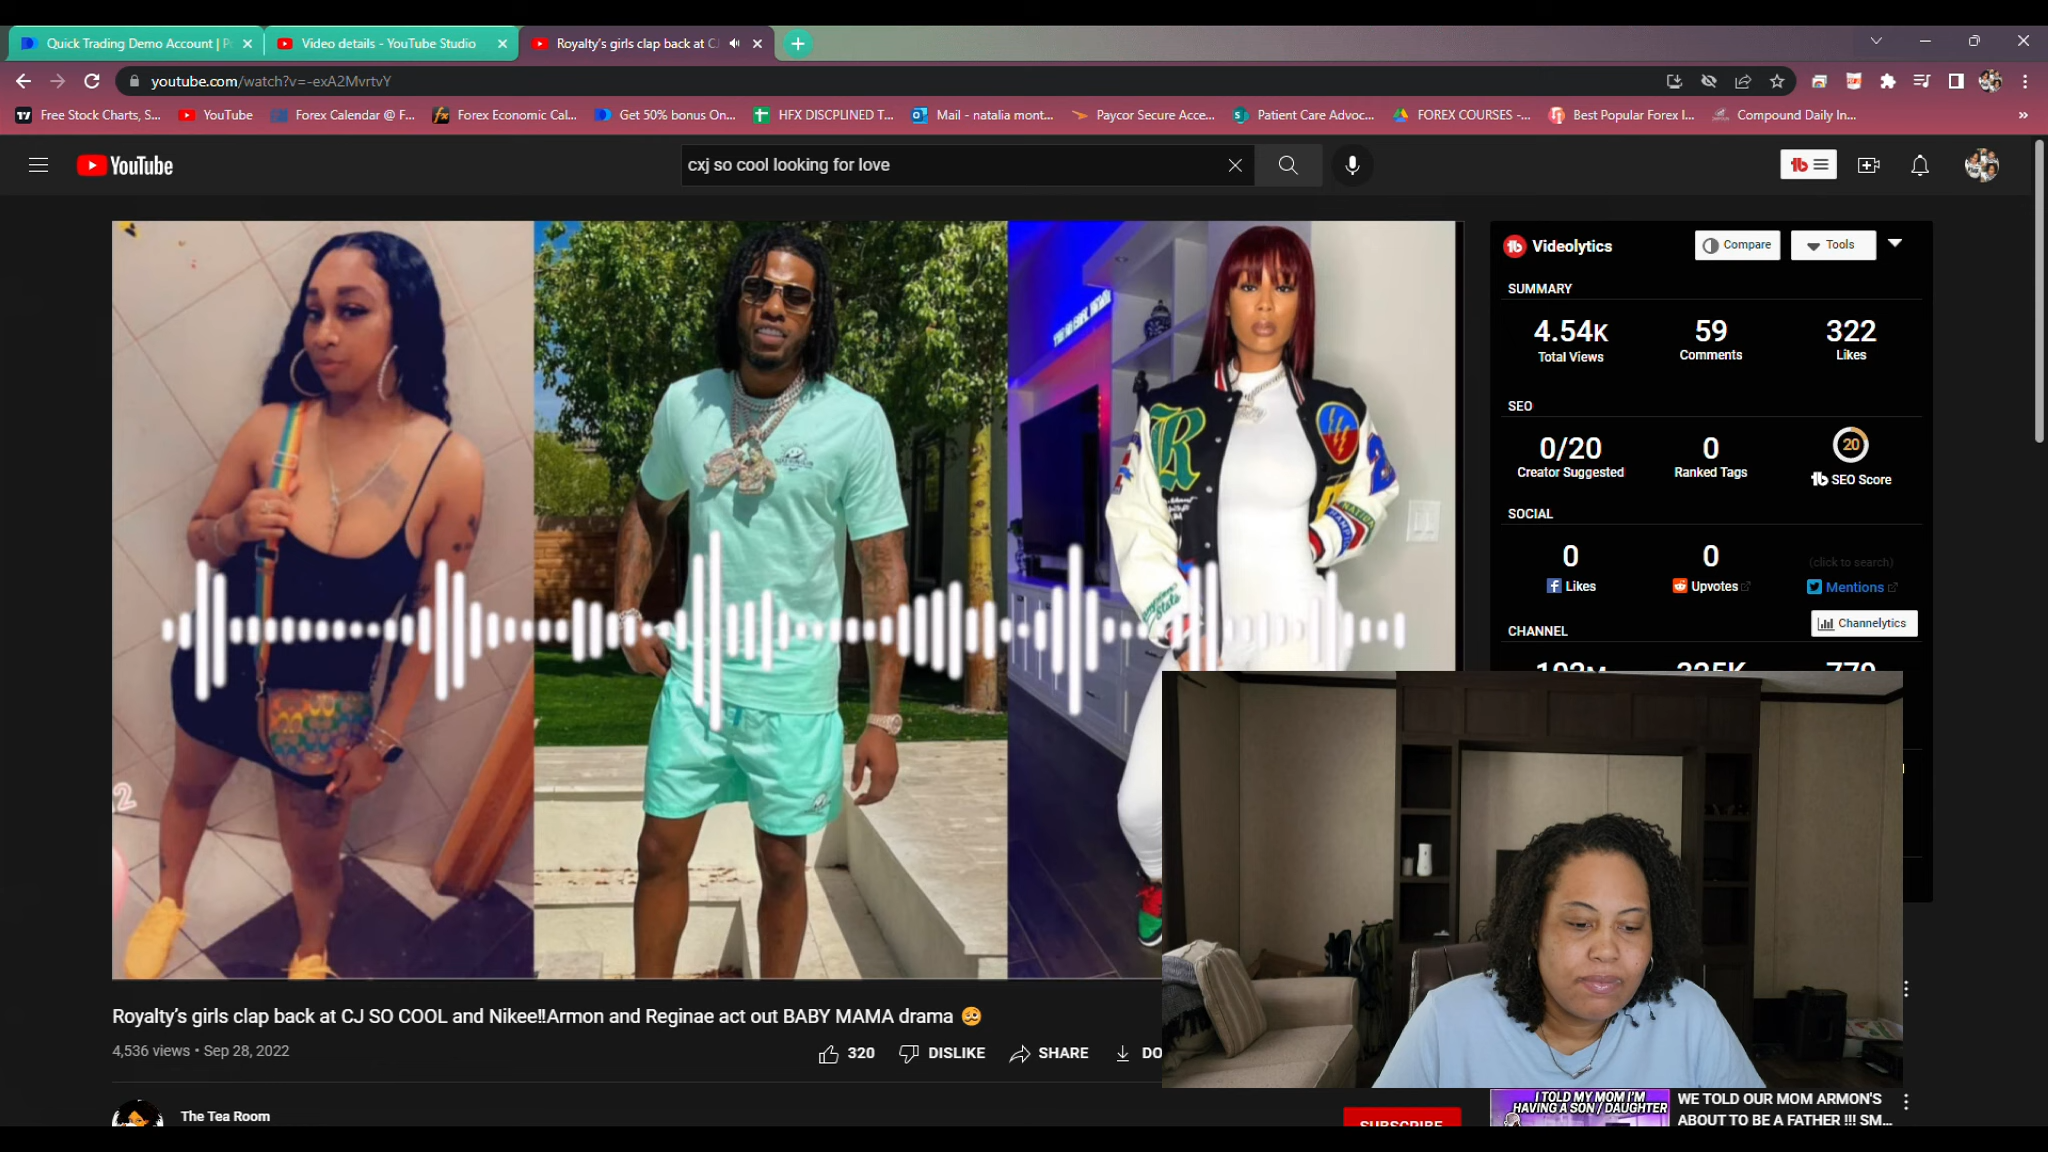 Quick Trading Demo Account | P
Video details - YouTube Studio
Royalty's girls clap back at C
youtube.com/watch?v=-exA2MvrtvY
Free Stock Charts, S...
YouTube
Forex Calendar @ F...
Forex Economic Cal...
Get 50% bonus On...
HFX DISCPLINED T...
Mail - natalia mont...
Paycor Secure Acce...
Patient Care Advoc...
FOREX COURSES -...
Best Popular Forex I...
Compound Daily In...
YouTube
cxj so cool looking for love
Videolytics
Compare
Tools
SUMMARY
4.54K 59 322
Total Views Comments Likes
SEO
0/20 0 20
Creator Suggested Ranked Tags SEO Score
SOCIAL
0 0 (click to search)
Likes Upvotes Mentions
CHANNEL
Channelytics
Royalty's girls clap back at CJ SO COOL and Nikee‼Armon and Reginae act out BABY MAMA drama 🥺
4,536 views • Sep 28, 2022
320 DISLIKE SHARE DO
The Tea Room
SUBSCRIBE
I TOLD MY MOM I'M
HAVING A SON / DAUGHTER
WE TOLD OUR MOM ARMON'S
ABOUT TO BE A FATHER !!! SM...